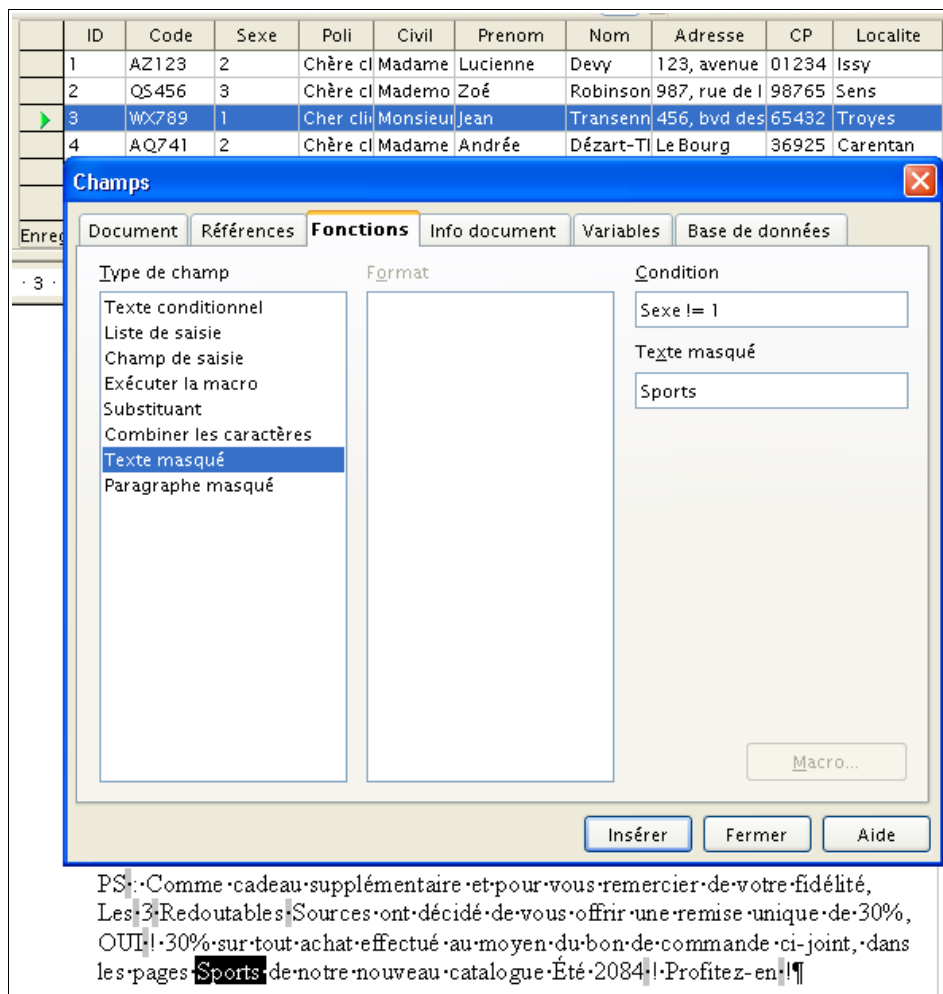 ID Code Sexe Poli Civil Prenom Nom Adresse CP Localite
1 AZ123 2 Chère cl Madame Lucienne Devy 123, avenue 01234 Issy
2 QS456 3 Chère cl Mademo Zoé Robinson 987, rue de l 98765 Sens
3 WX789 1 Cher clie Monsieur Jean Transenn 456, bvd des 65432 Troyes
4 AQ741 2 Chère cl Madame Andrée Dézart-Tl Le Bourg 36925 Carentan
Enreg
· 3 ·
Champs
Document Références Fonctions Info document Variables Base de données
Type de champ Format Condition
Texte conditionnel
Liste de saisie
Champ de saisie
Exécuter la macro
Substituant
Combiner les caractères
Texte masqué
Paragraphe masqué
Sexe != 1
Texte masqué
Sports
Macro...
Insérer Fermer Aide
PS·:·Comme·cadeau·supplémentaire·et·pour·vous·remercier·de·votre·fidélité,
Les·3·Redoutables·Sources·ont·décidé·de·vous·offrir·une·remise·unique·de·30%,
OUI·!·30%·sur·tout·achat·effectué·au·moyen·du·bon·de·commande·ci-joint,·dans
les·pages·Sports·de·notre·nouveau·catalogue·Été·2084·!·Profitez-en·!¶